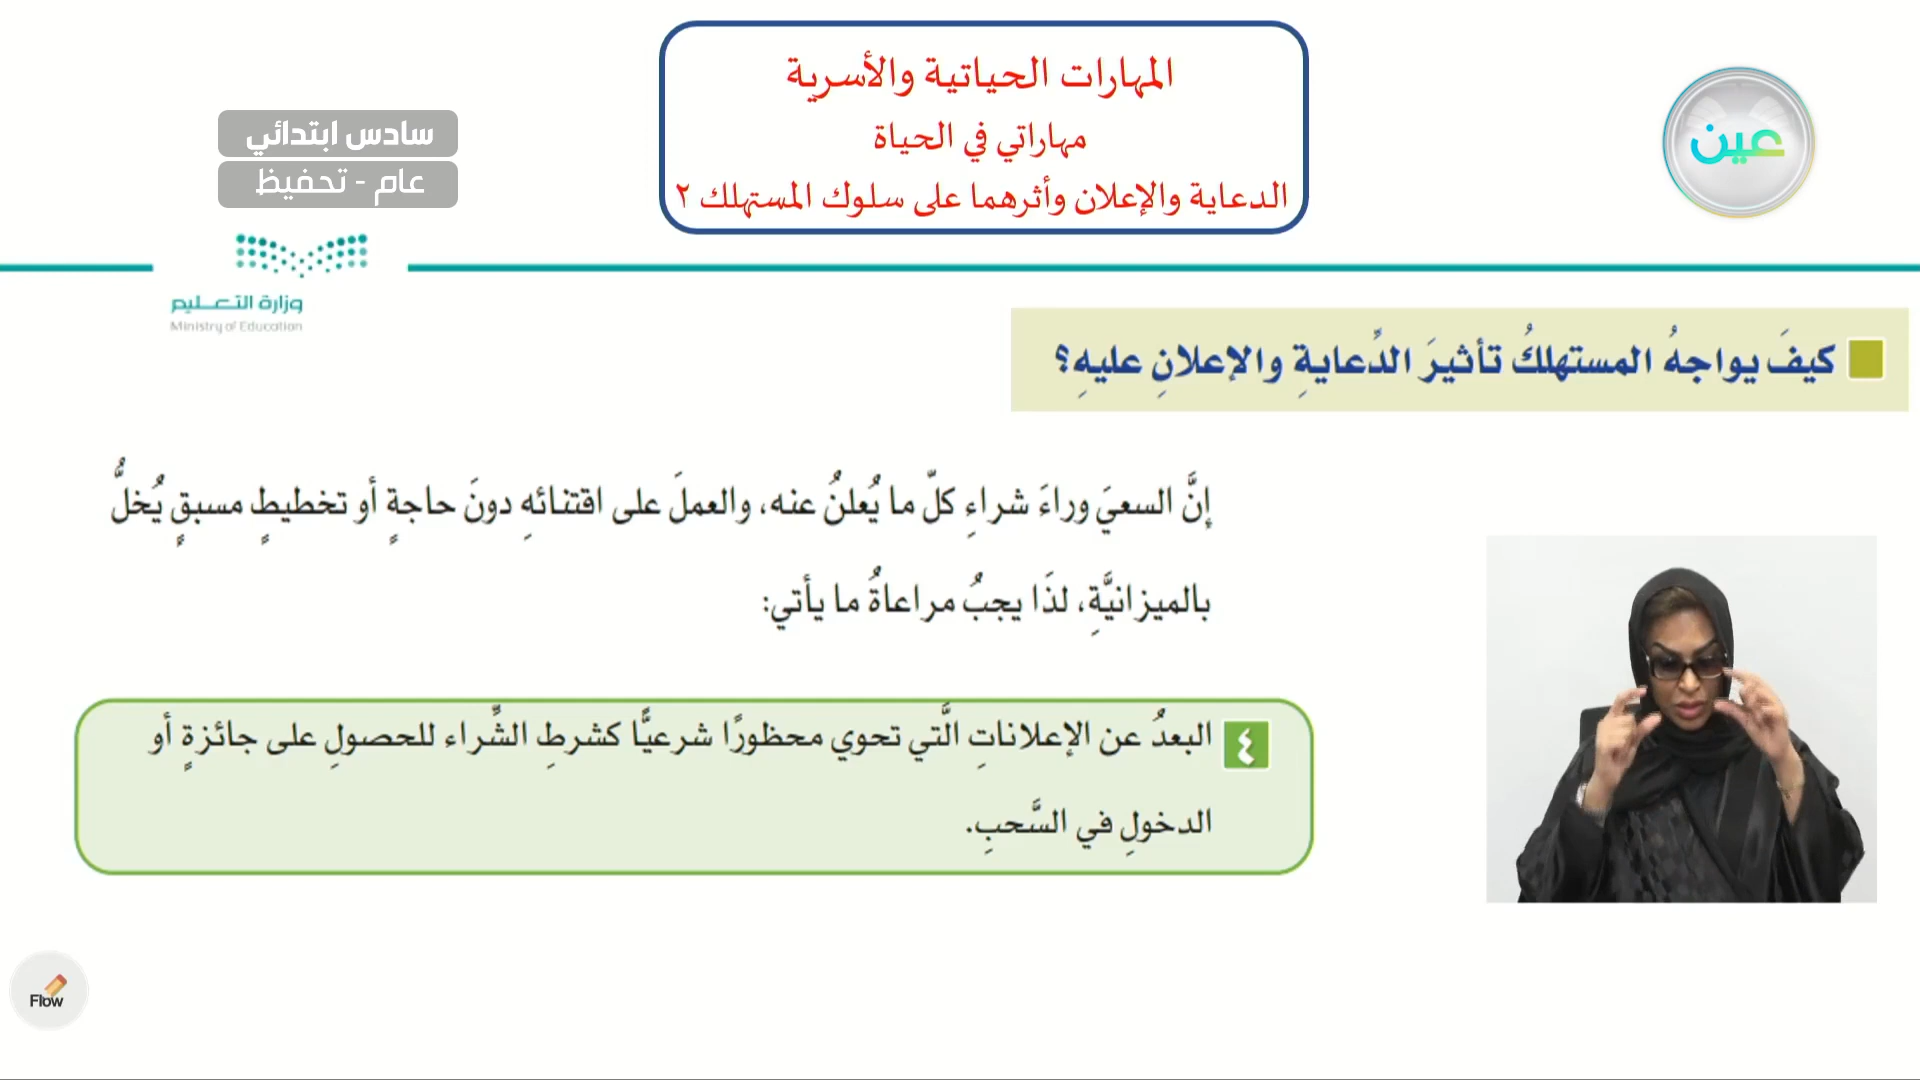 المهارات الحياتية والأسرية
مهاراتي في الحياة
الدعاية والإعلان وأثرهما على سلوك المستهلك ٢
عين
سادس ابتدائي
عام - تحفيظ
وزارة التعليم
Ministry of Education
كيفَ يواجهُ المستهلكُ تأثيرَ الدِّعايةِ والإعلانِ عليهِ؟
إنَّ السعيَ وراءَ شراءِ كلّ ما يُعلنُ عنه، والعملَ على اقتنائهِ دونَ حاجةٍ أو تخطيطٍ مسبقٍ يُخلُّ
بالميزانيَّةِ، لذَا يجبُ مراعاةُ ما يأتي:
٤ البعدُ عن الإعلاناتِ الَّتي تحوي محظورًا شرعيًّا كشرطِ الشِّراء للحصولِ على جائزةٍ أو
الدخولِ في السَّحبِ.
Flow